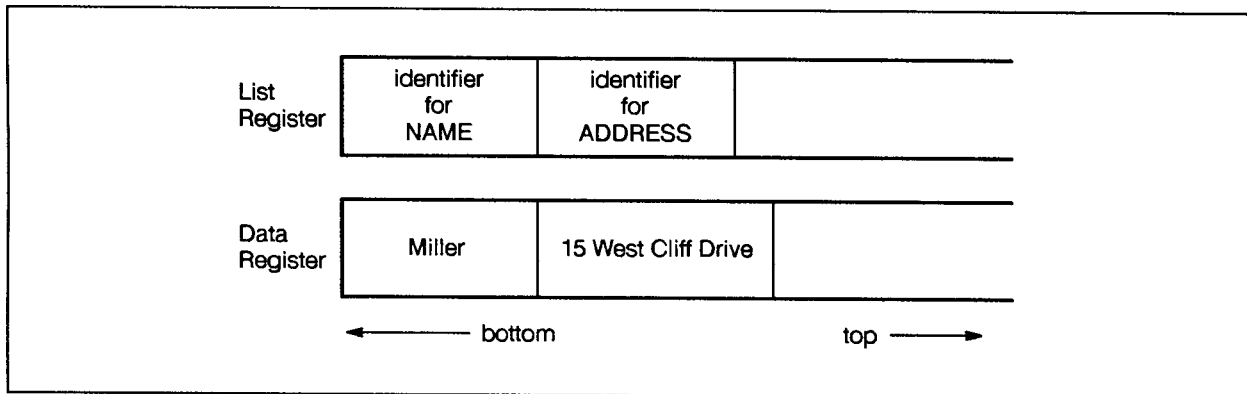 List
Register
identifier
for
NAME
identifier
for
ADDRESS
Data
Register
Miller
15 West Cliff Drive
bottom
top